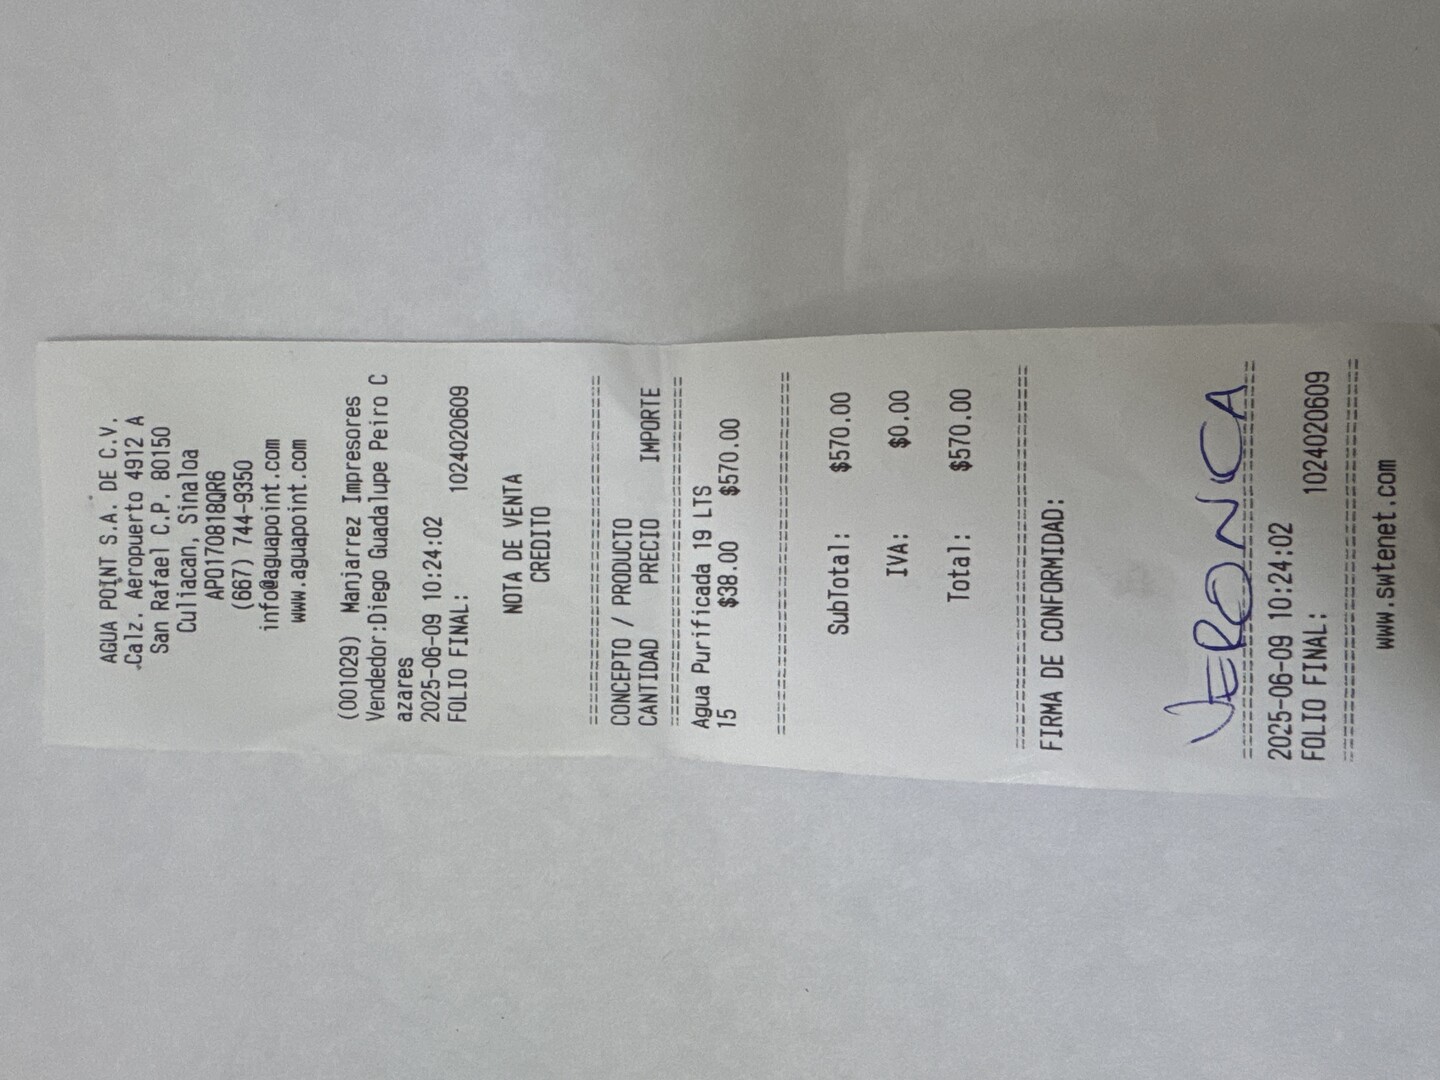 AGUA POINT S.A. DE C.V.
Calz. Aeropuerto 4912 A
San Rafael C.P. 80150
Culiacan, Sinaloa
APO170818QR6
(667) 744-9350
info@aguapoint.com
www.aguapoint.com
(001029) Manjarrez Impresores
Vendedor:Diego Guadalupe Peiro C
azares
2025-06-09 10:24:02
FOLIO FINAL: 1024020609
NOTA DE VENTA
CREDITO
================================
CONCEPTO / PRODUCTO
CANTIDAD PRECIO IMPORTE
================================
Agua Purificada 19 LTS
15 $38.00 $570.00
================================
SubTotal: $570.00
IVA: $0.00
Total: $570.00
================================
FIRMA DE CONFORMIDAD:
VERONICA
================================
2025-06-09 10:24:02
FOLIO FINAL: 1024020609
================================
www.swtenet.com